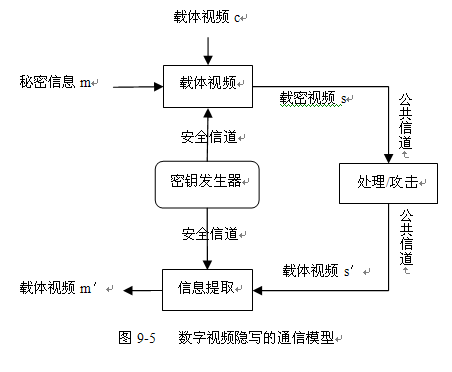 载体视频 c
秘密信息 m
载体视频
载密视频 s
公共信道
安全信道
密钥发生器
处理/攻击
安全信道
公共信道
载体视频 s′
载体视频 m′
信息提取
图 9-5 数字视频隐写的通信模型